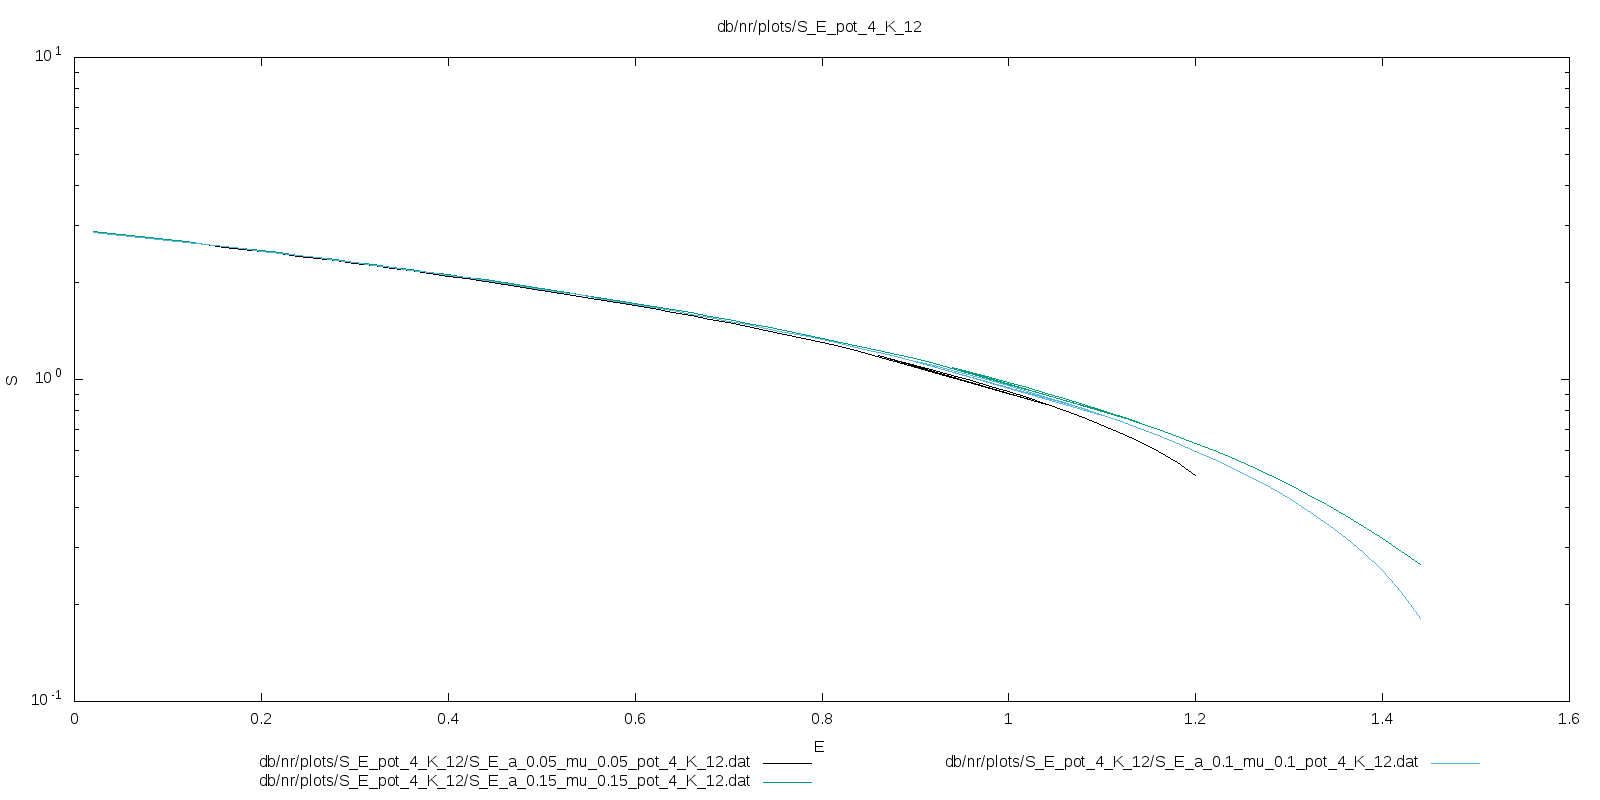 db/nr/plots/S_E_pot_4_K_12
10^1
10^0
10^-1
S
0 0.2 0.4 0.6 0.8 1 1.2 1.4 1.6
E
db/nr/plots/S_E_pot_4_K_12/S_E_a_0.05_mu_0.05_pot_4_K_12.dat
db/nr/plots/S_E_pot_4_K_12/S_E_a_0.15_mu_0.15_pot_4_K_12.dat
db/nr/plots/S_E_pot_4_K_12/S_E_a_0.1_mu_0.1_pot_4_K_12.dat